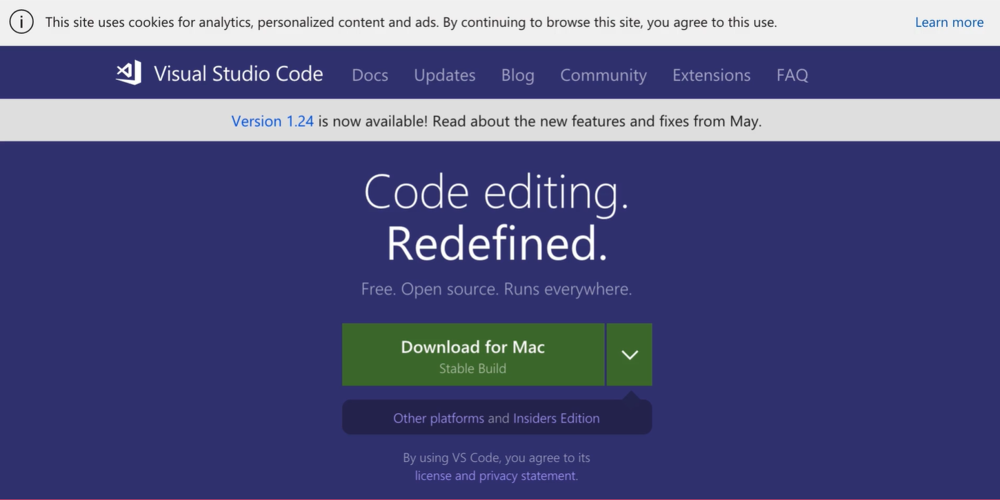 This site uses cookies for analytics, personalized content and ads. By continuing to browse this site, you agree to this use.
Learn more
Visual Studio Code
Docs
Updates
Blog
Community
Extensions
FAQ
Version 1.24 is now available! Read about the new features and fixes from May.
Code editing.
Redefined.
Free. Open source. Runs everywhere.
Download for Mac
Stable Build
Other platforms and Insiders Edition
By using VS Code, you agree to its
license and privacy statement.